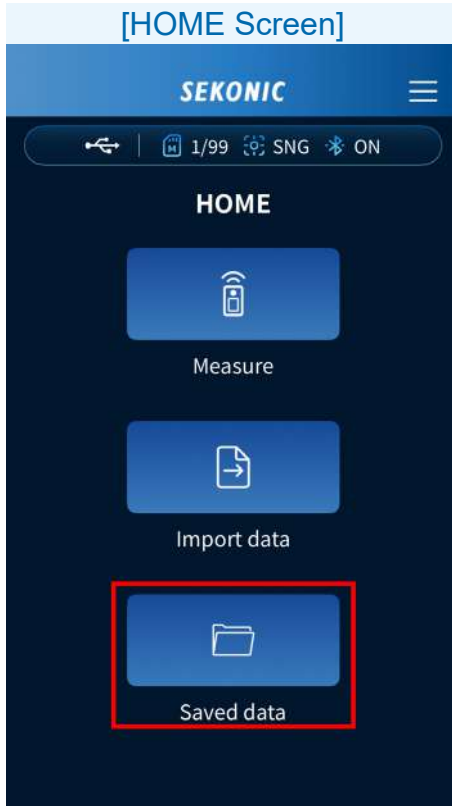 [HOME Screen]
SEKONIC
M 1/99 SNG ON
HOME
Measure
Import data
Saved data